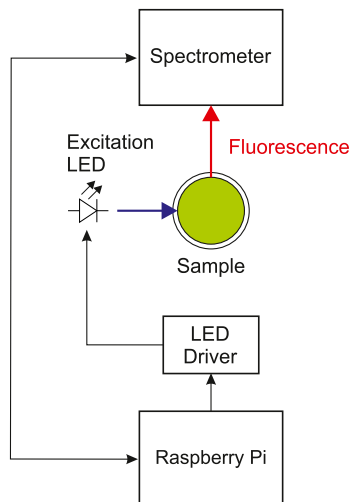 Spectrometer
Excitation
LED
Fluorescence
Sample
LED
Driver
Raspberry Pi